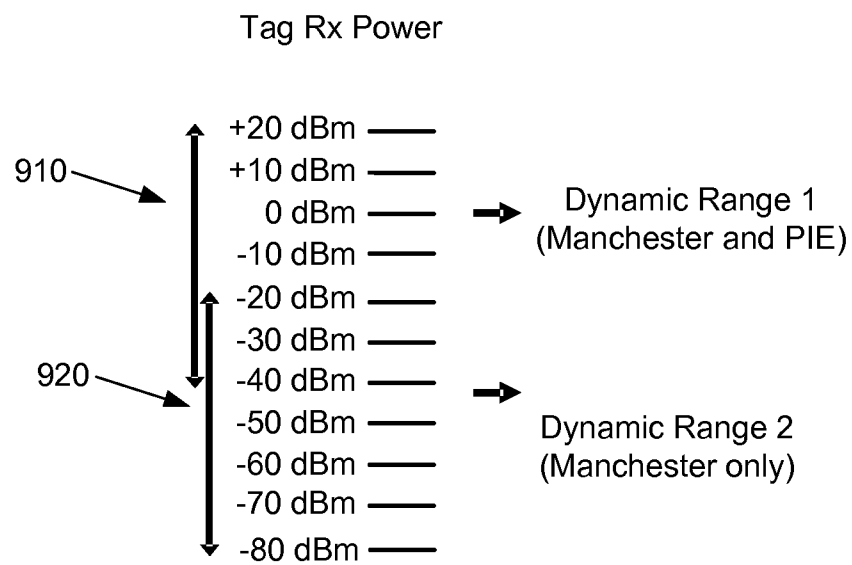 Tag Rx Power
+20 dBm
910
+10 dBm
0 dBm
Dynamic Range 1
(Manchester and PIE)
-10 dBm
-20 dBm
-30 dBm
920
-40 dBm
-50 dBm
Dynamic Range 2
(Manchester only)
-60 dBm
-70 dBm
-80 dBm